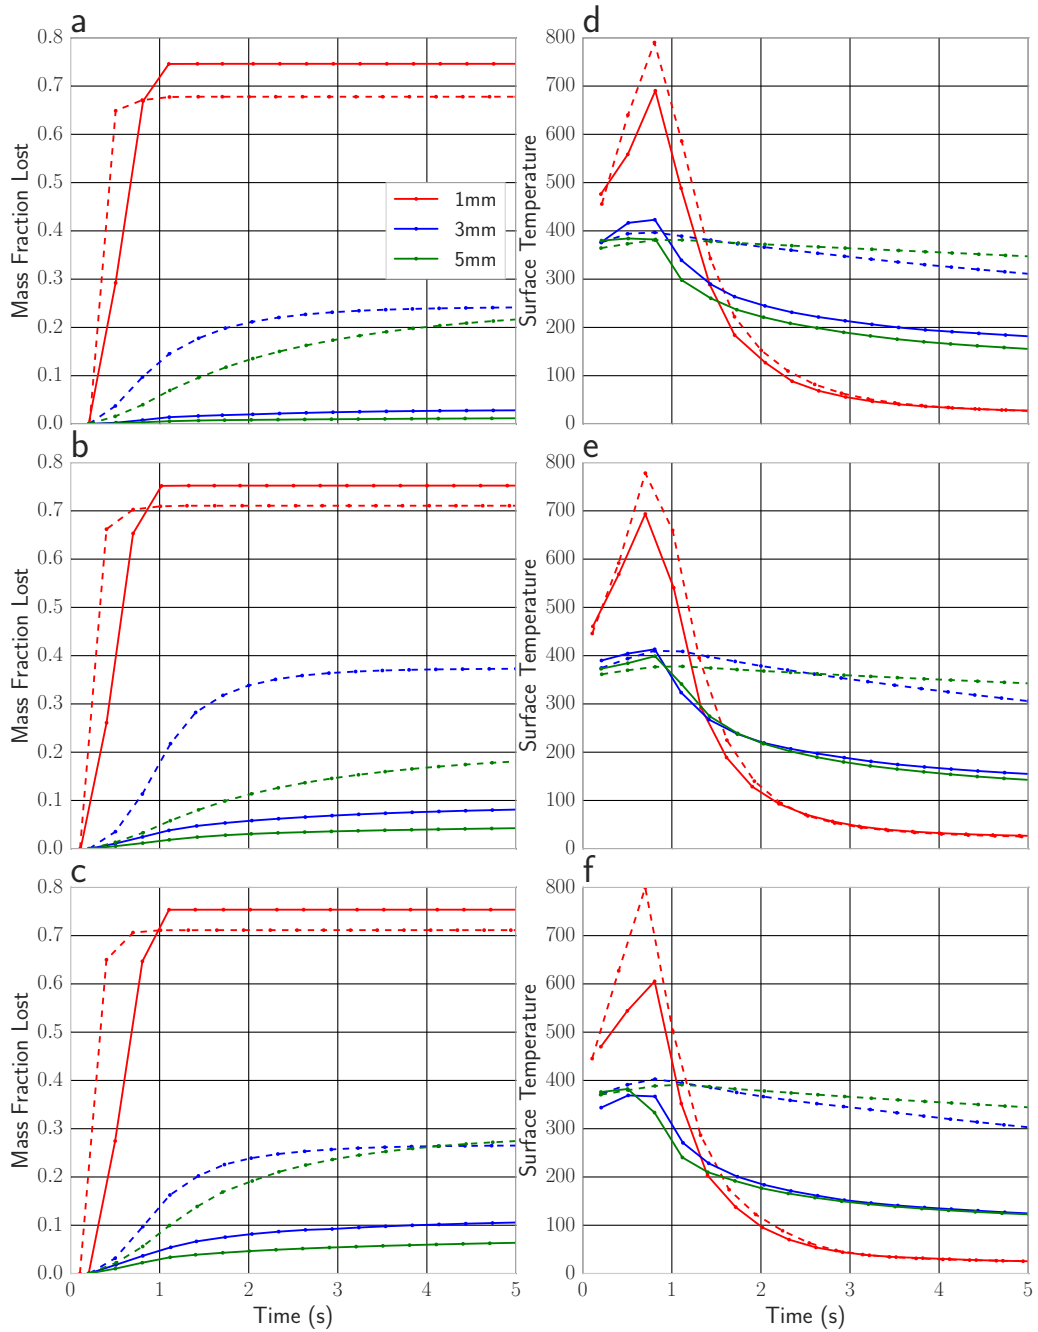 a
d
0.8
0.7
0.6
0.5
0.4
0.3
0.2
0.1
0.0
Mass Fraction Lost
1mm
3mm
5mm
800
700
600
500
400
300
200
100
0
Surface Temperature
b
e
0.8
0.7
0.6
0.5
0.4
0.3
0.2
0.1
0.0
Mass Fraction Lost
800
700
600
500
400
300
200
100
0
Surface Temperature
c
f
0.8
0.7
0.6
0.5
0.4
0.3
0.2
0.1
0.0
Mass Fraction Lost
0 1 2 3 4 5
Time (s)
800
700
600
500
400
300
200
100
0
Surface Temperature
0 1 2 3 4 5
Time (s)